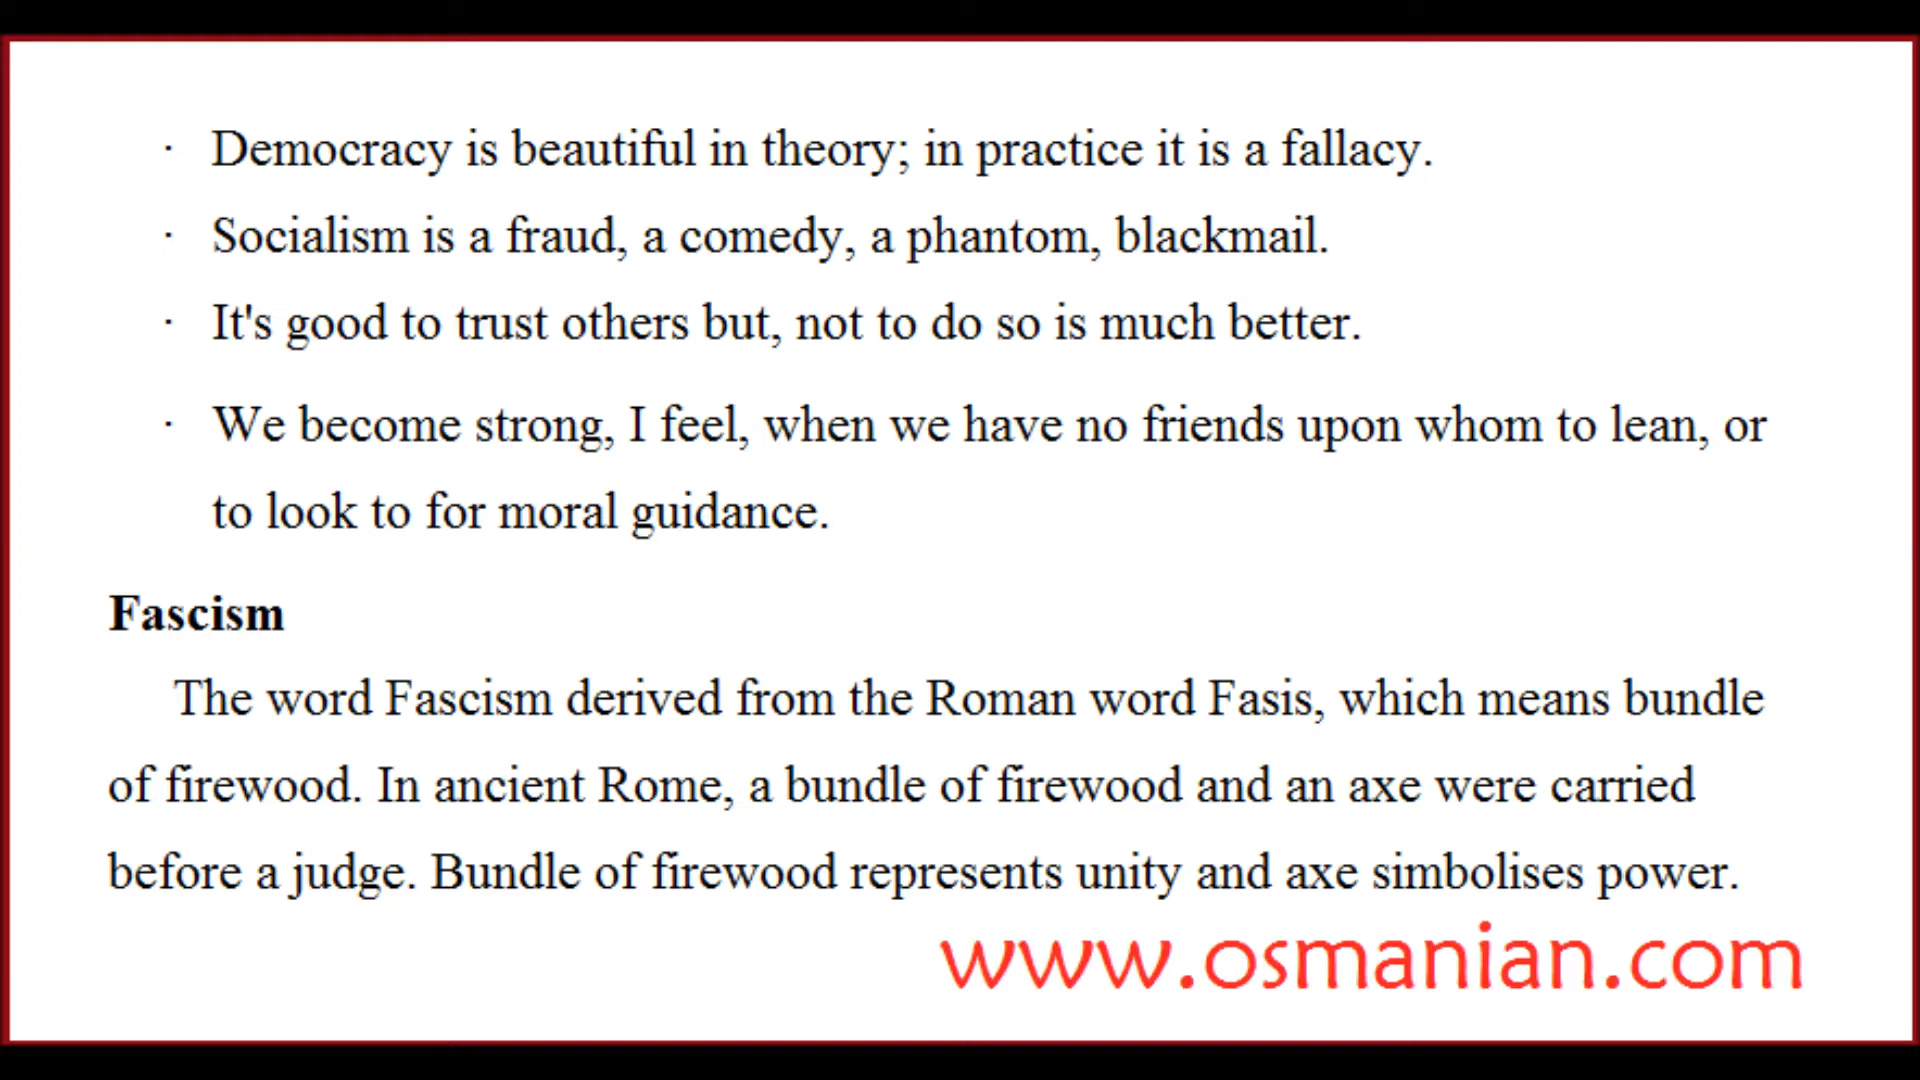 · Democracy is beautiful in theory; in practice it is a fallacy.
· Socialism is a fraud, a comedy, a phantom, blackmail.
· It's good to trust others but, not to do so is much better.
· We become strong, I feel, when we have no friends upon whom to lean, or
to look to for moral guidance.
Fascism
The word Fascism derived from the Roman word Fasis, which means bundle
of firewood. In ancient Rome, a bundle of firewood and an axe were carried
before a judge. Bundle of firewood represents unity and axe simbolises power.
www.osmanian.com